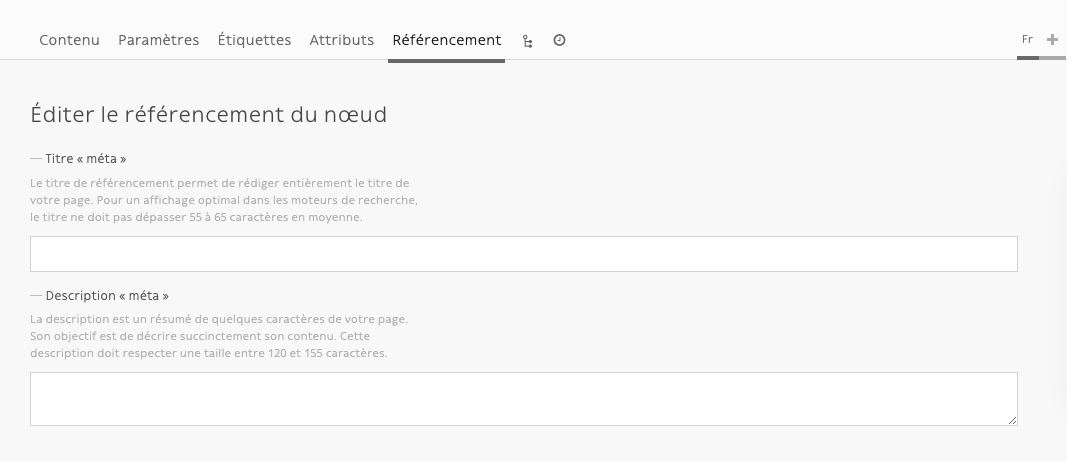 Contenu Paramètres Étiquettes Attributs Référencement Fr
Éditer le référencement du nœud
— Titre « méta »
Le titre de référencement permet de rédiger entièrement le titre de
votre page. Pour un affichage optimal dans les moteurs de recherche,
le titre ne doit pas dépasser 55 à 65 caractères en moyenne.
— Description « méta »
La description est un résumé de quelques caractères de votre page.
Son objectif est de décrire succinctement son contenu. Cette
description doit respecter une taille entre 120 et 155 caractères.